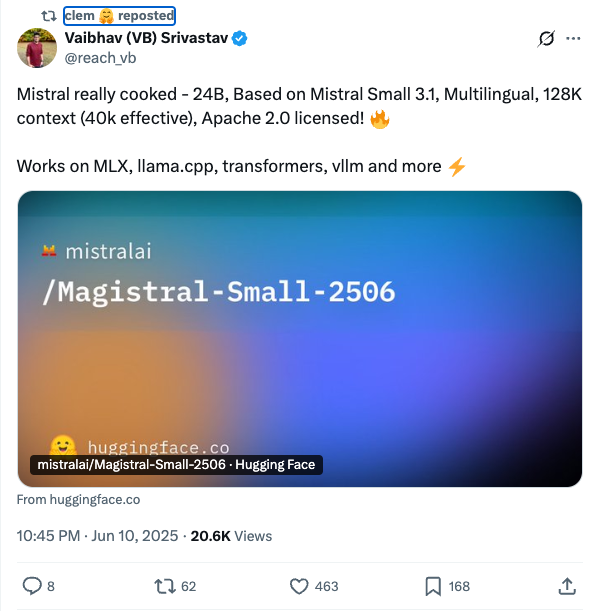 clem 🤗 reposted
Vaibhav (VB) Srivastav
@reach_vb
Mistral really cooked - 24B, Based on Mistral Small 3.1, Multilingual, 128K
context (40k effective), Apache 2.0 licensed! 🔥
Works on MLX, llama.cpp, transformers, vllm and more ⚡
mistralai
/Magistral-Small-2506
huggingface.co
mistralai/Magistral-Small-2506 · Hugging Face
From huggingface.co
10:45 PM · Jun 10, 2025 · 20.6K Views
8 62 463 168